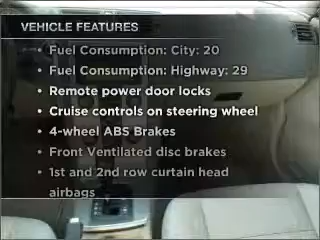 VEHICLE FEATURES
• Fuel Consumption: City: 20
• Fuel Consumption: Highway: 29
• Remote power door locks
• Cruise controls on steering wheel
• 4-wheel ABS Brakes
• Front Ventilated disc brakes
• 1st and 2nd row curtain head
airbags